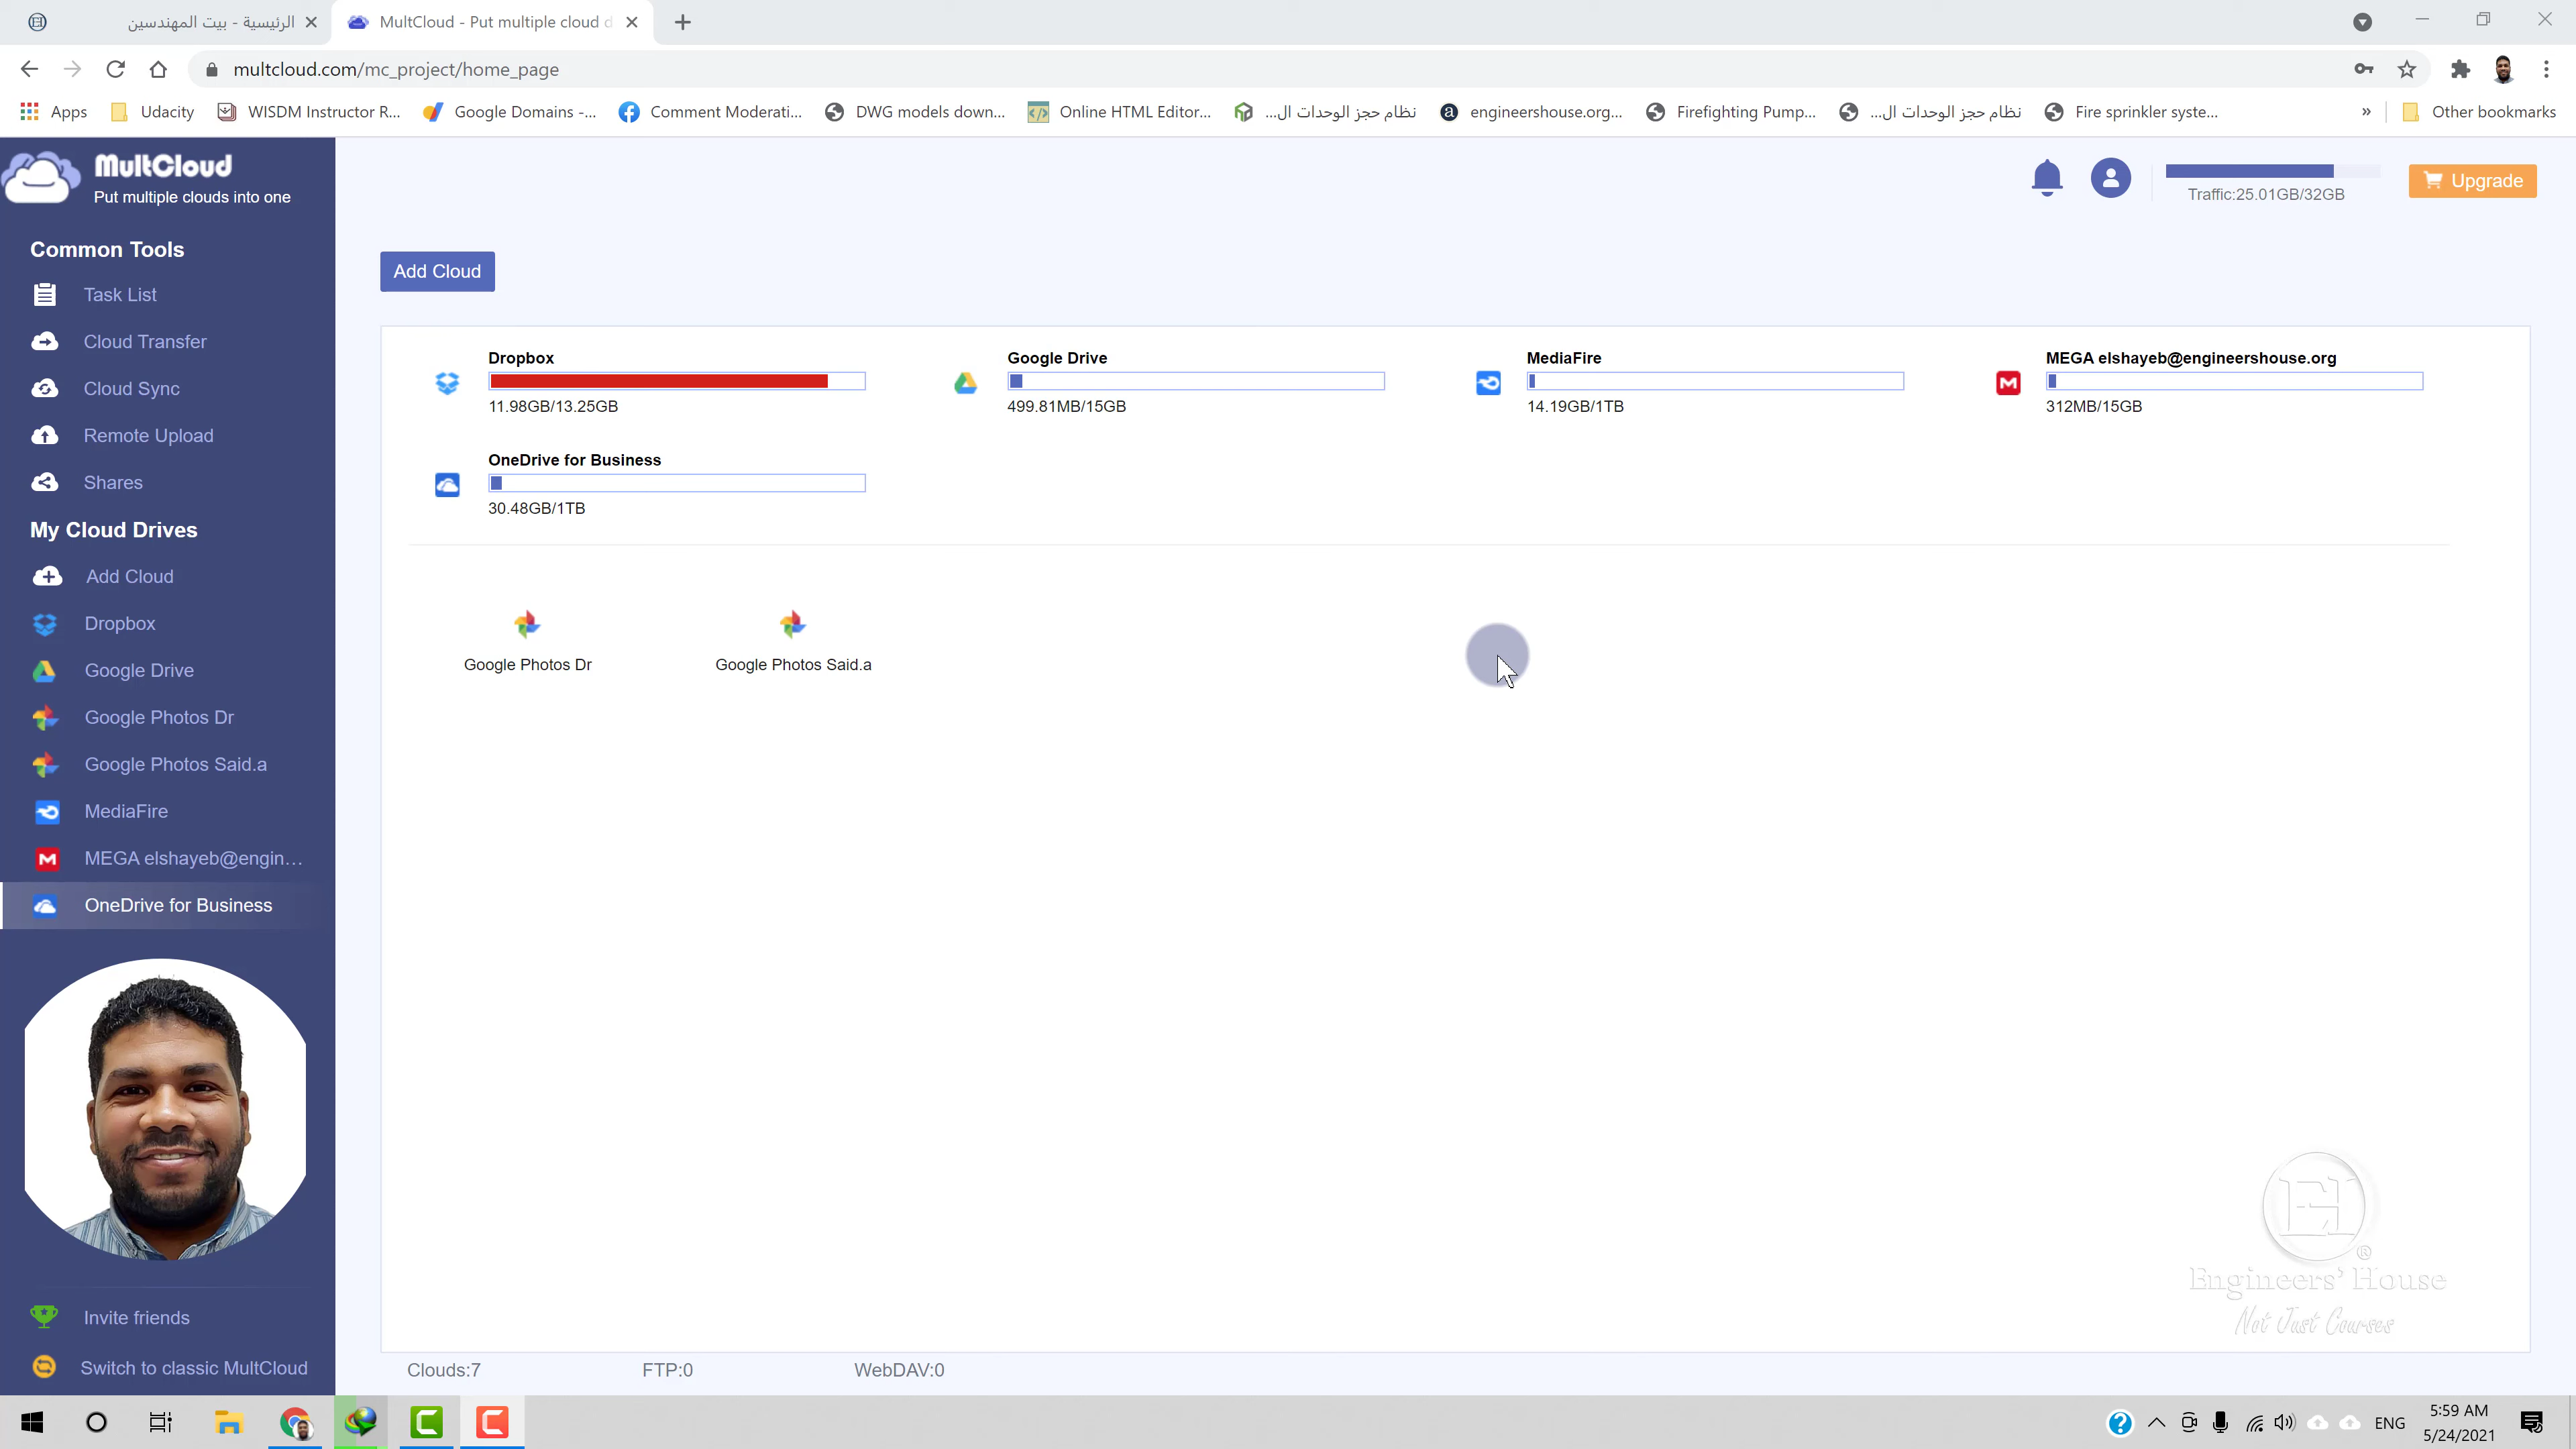 الرئيسية - بيت المهندسين
MultCloud - Put multiple cloud d
multcloud.com/mc_project/home_page
Apps
Udacity
WISDM Instructor R...
Google Domains -...
Comment Moderati...
DWG models down...
Online HTML Editor...
نظام حجز الوحدات ال...
engineershouse.org...
Firefighting Pump...
نظام حجز الوحدات ال...
Fire sprinkler syste...
»
Other bookmarks
MultCloud
Put multiple clouds into one
Traffic:25.01GB/32GB
Upgrade
Common Tools
Task List
Cloud Transfer
Cloud Sync
Remote Upload
Shares
My Cloud Drives
Add Cloud
Dropbox
Google Drive
Google Photos Dr
Google Photos Said.a
MediaFire
MEGA elshayeb@engin...
OneDrive for Business
Invite friends
Switch to classic MultCloud
Add Cloud
Dropbox
11.98GB/13.25GB
Google Drive
499.81MB/15GB
MediaFire
14.19GB/1TB
MEGA elshayeb@engineershouse.org
312MB/15GB
OneDrive for Business
30.48GB/1TB
Google Photos Dr
Google Photos Said.a
EH
®
Engineers' House
Not Just Courses
Clouds:7
FTP:0
WebDAV:0
ENG
5:59 AM
5/24/2021